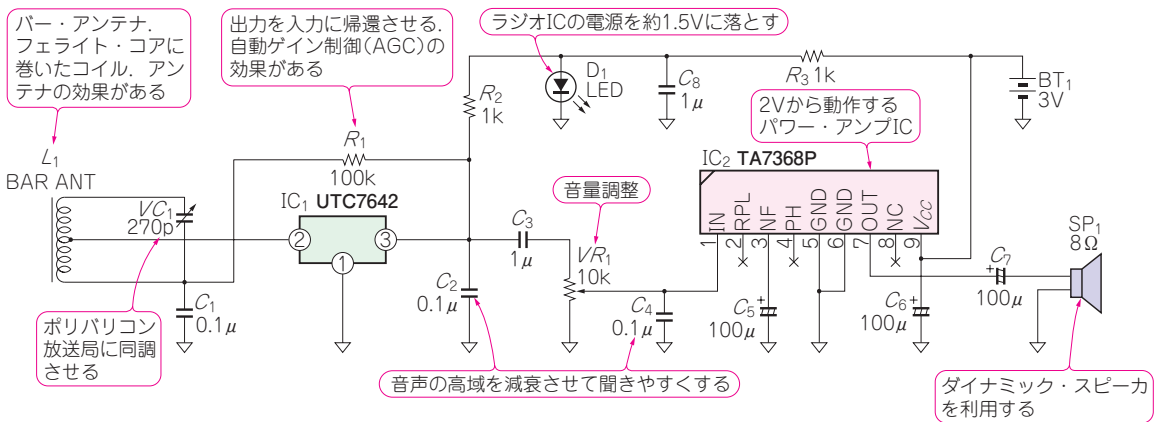 バー・アンテナ．
フェライト・コアに
巻いたコイル．アン
テナの効果がある
出力を入力に帰還させる．
自動ゲイン制御(AGC)の
効果がある
ラジオICの電源を約1.5Vに落とす
D1
LED
C8
1μ
R3 1k
BT1
3V
R2
1k
2Vから動作する
パワー・アンプIC
L1
BAR ANT
R1
100k
IC2 TA7368P
VC1
270p
IC1 UTC7642
②
③
①
音量調整
C3
1μ
VR1
10k
IN
RPL
NF
PH
GND
GND
OUT
NC
VCC
1
2
3
4
5
6
7
8
9
SP1
8Ω
C1
0.1μ
C2
0.1μ
C4
0.1μ
C5
+
100μ
C6
+
100μ
C7
+
100μ
ポリバリコン
放送局に同調
させる
音声の高域を減衰させて聞きやすくする
ダイナミック・スピーカ
を利用する